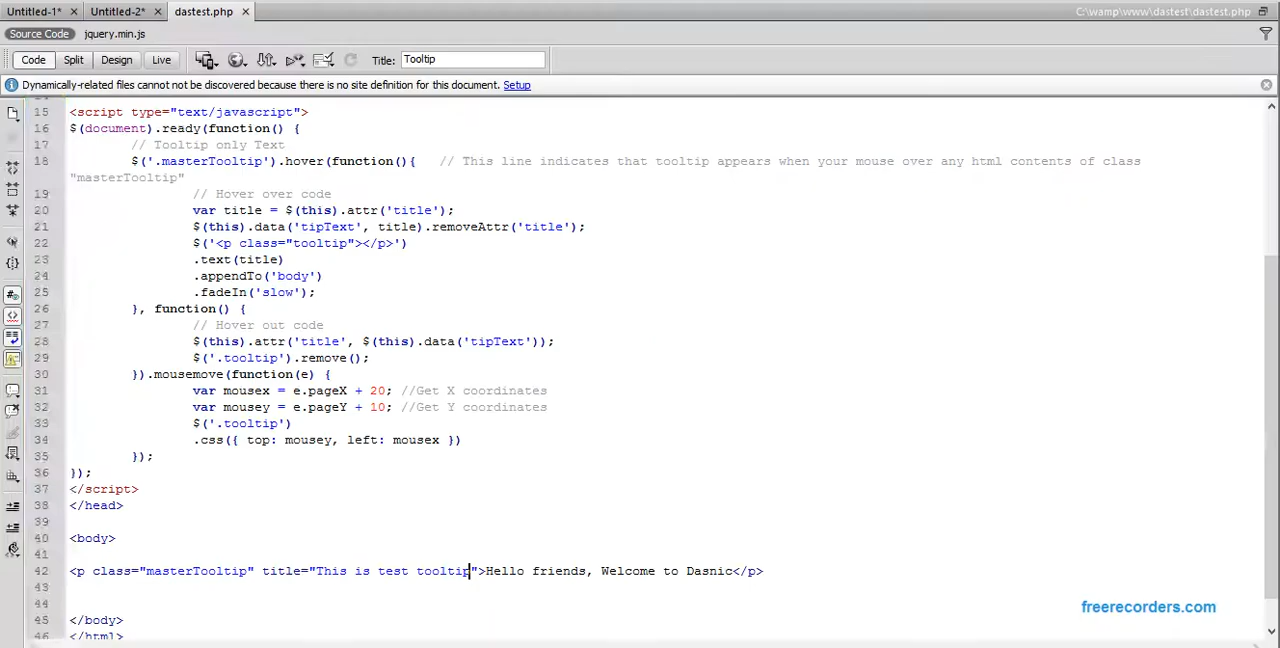 Untitled-1* × Untitled-2* × dastest.php × C:\wamp\www\dastest\dastest.php
Source Code jquery.min.js
Code Split Design Live Title: Tooltip
Dynamically-related files cannot not be discovered because there is no site definition for this document. Setup
15 <script type="text/javascript">
16 $(document).ready(function() {
17 // Tooltip only Text
18 $('.masterTooltip').hover(function(){ // This line indicates that tooltip appears when your mouse over any html contents of class
"masterTooltip"
19 // Hover over code
20 var title = $(this).attr('title');
21 $(this).data('tipText', title).removeAttr('title');
22 $('<p class="tooltip"></p>')
23 .text(title)
24 .appendTo('body')
25 .fadeIn('slow');
26 }, function() {
27 // Hover out code
28 $(this).attr('title', $(this).data('tipText'));
29 $('.tooltip').remove();
30 }).mousemove(function(e) {
31 var mousex = e.pageX + 20; //Get X coordinates
32 var mousey = e.pageY + 10; //Get Y coordinates
33 $('.tooltip')
34 .css({ top: mousey, left: mousex })
35 });
36 });
37 </script>
38 </head>
39
40 <body>
41
42 <p class="masterTooltip" title="This is test tooltip">Hello friends, Welcome to Dasnic</p>
43
44
freerecorders.com
45 </body>
46 </html>